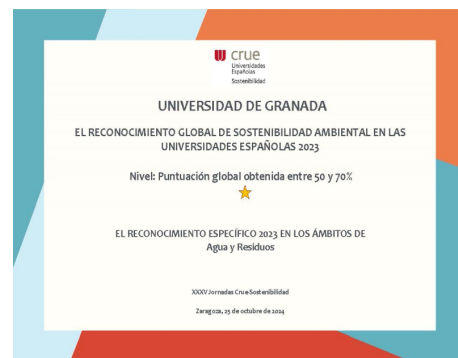 crue
Universidades
Españolas
Sostenibilidad
UNIVERSIDAD DE GRANADA
EL RECONOCIMIENTO GLOBAL DE SOSTENIBILIDAD AMBIENTAL EN LAS
UNIVERSIDADES ESPAÑOLAS 2023
Nivel: Puntuación global obtenida entre 50 y 70%
EL RECONOCIMIENTO ESPECÍFICO 2023 EN LOS ÁMBITOS DE
Agua y Residuos
XXXV Jornadas Crue-Sostenibilidad
Zaragoza, 25 de octubre de 2024